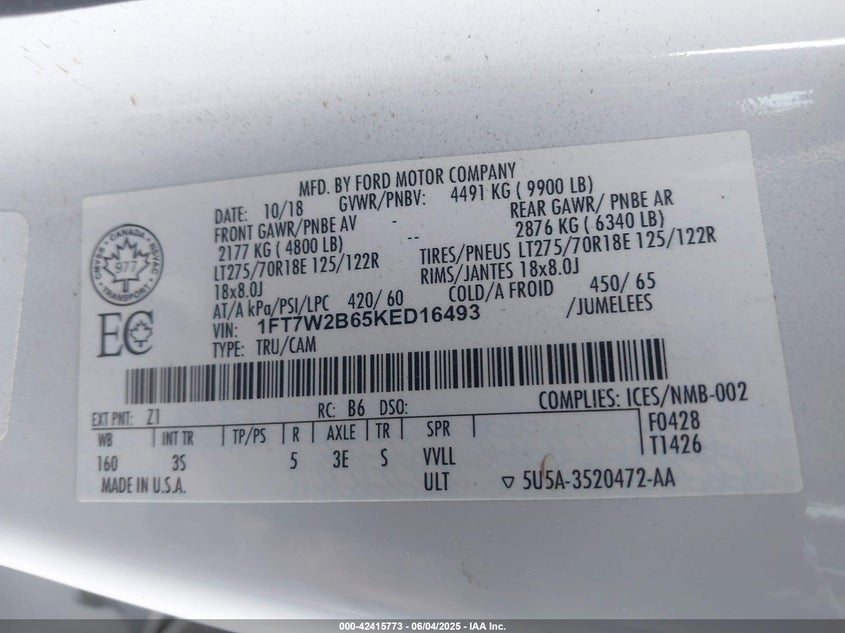 MFD. BY FORD MOTOR COMPANY
DATE: 10/18 GVWR/PNBV: 4491 KG ( 9900 LB)
FRONT GAWR/PNBE AV - REAR GAWR/ PNBE AR
2177 KG ( 4800 LB) -- 2876 KG ( 6340 LB)
LT275/70R18E 125/122R TIRES/PNEUS LT275/70R18E 125/122R
18x8.0J RIMS/JANTES 18x8.0J
AT/A kPa/PSI/LPC 420/ 60 COLD/A FROID 450/ 65
VIN: 1FT7W2B65KED16493 /JUMELEES
TYPE: TRU/CAM
CANADA
977
TRANSPORT
EC
COMPLIES: ICES/NMB-002
EXT PNT: Z1 RC: B6 DSO:
WB INT TR TP/PS R AXLE TR SPR F0428
160 3S 5 3E S VVLL T1426
MADE IN U.S.A. ULT ▽ 5U5A-3520472-AA
000-42415773 - 06/04/2025 - IAA Inc.